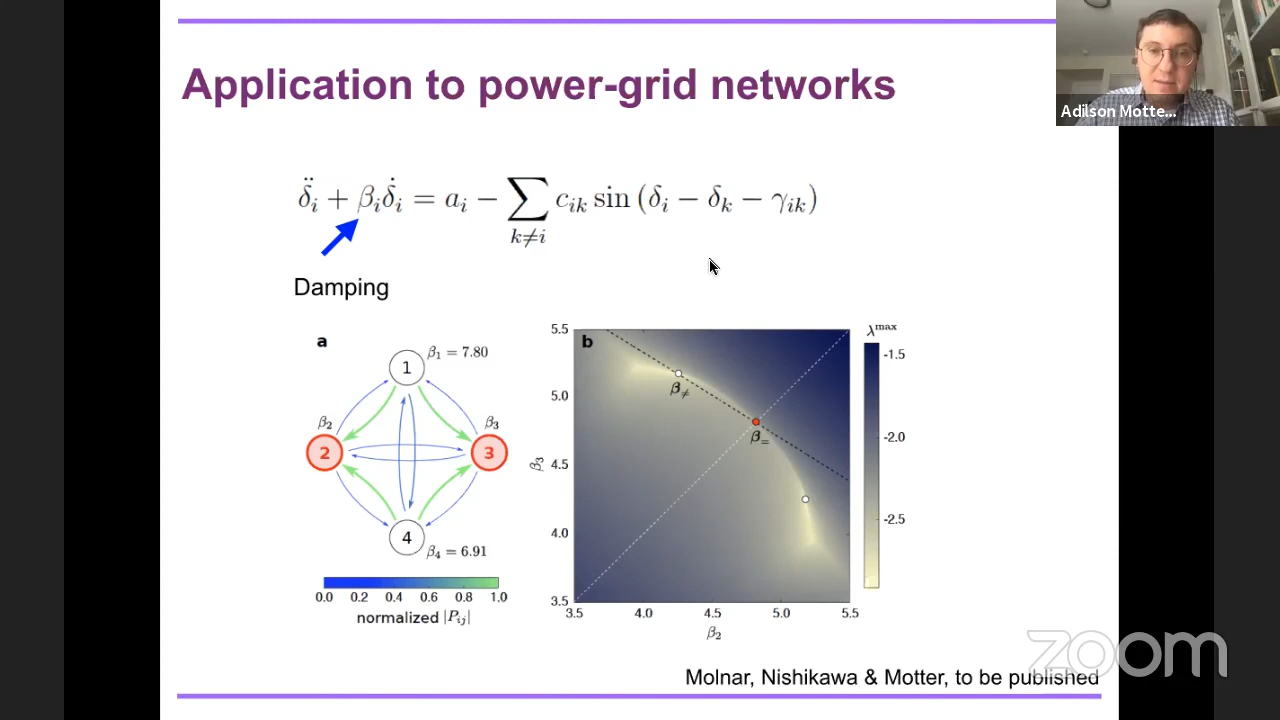 Application to power-grid networks
Adilson Motte...
δ̈ᵢ + βᵢδ̇ᵢ = aᵢ − ∑ cᵢₖ sin (δᵢ − δₖ − γᵢₖ)
k≠i
Damping
a
1
β₁ = 7.80
β₂
β₃
2
3
4
β₄ = 6.91
0.0 0.2 0.4 0.6 0.8 1.0
normalized |Pᵢⱼ|
b
5.5
5.0
4.5
4.0
3.5
β₃
β≠
β₌
3.5 4.0 4.5 5.0 5.5
β₂
λᵐᵃˣ
-1.5
-2.0
-2.5
zoom
Molnar, Nishikawa & Motter, to be published